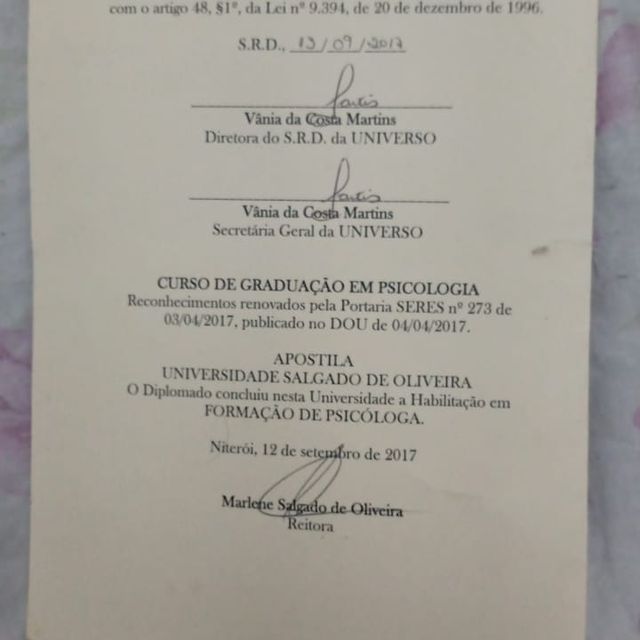 com o artigo 48, §1º, da Lei nº 9.394, de 20 de dezembro de 1996.
S.R.D., 13/09/2017
Martins
Vânia da Costa Martins
Diretora do S.R.D. da UNIVERSO
Martins
Vânia da Costa Martins
Secretária Geral da UNIVERSO
CURSO DE GRADUAÇÃO EM PSICOLOGIA
Reconhecimentos renovados pela Portaria SERES nº 273 de
03/04/2017, publicado no DOU de 04/04/2017.
APOSTILA
UNIVERSIDADE SALGADO DE OLIVEIRA
O Diplomado concluiu nesta Universidade a Habilitação em
FORMAÇÃO DE PSICÓLOGA.
Niterói, 12 de setembro de 2017
Marlene Salgado de Oliveira
Reitora